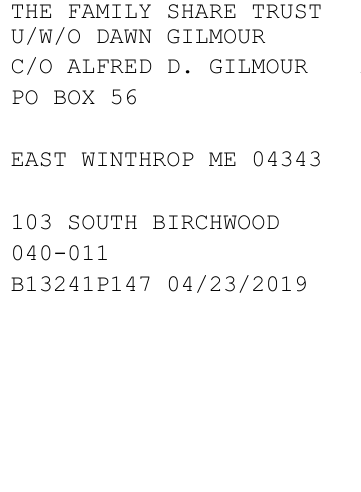 THE FAMILY SHARE TRUST
U/W/O DAWN GILMOUR
C/O ALFRED D. GILMOUR
PO BOX 56
EAST WINTHROP ME 04343
103 SOUTH BIRCHWOOD
040-011
B13241P147 04/23/2019